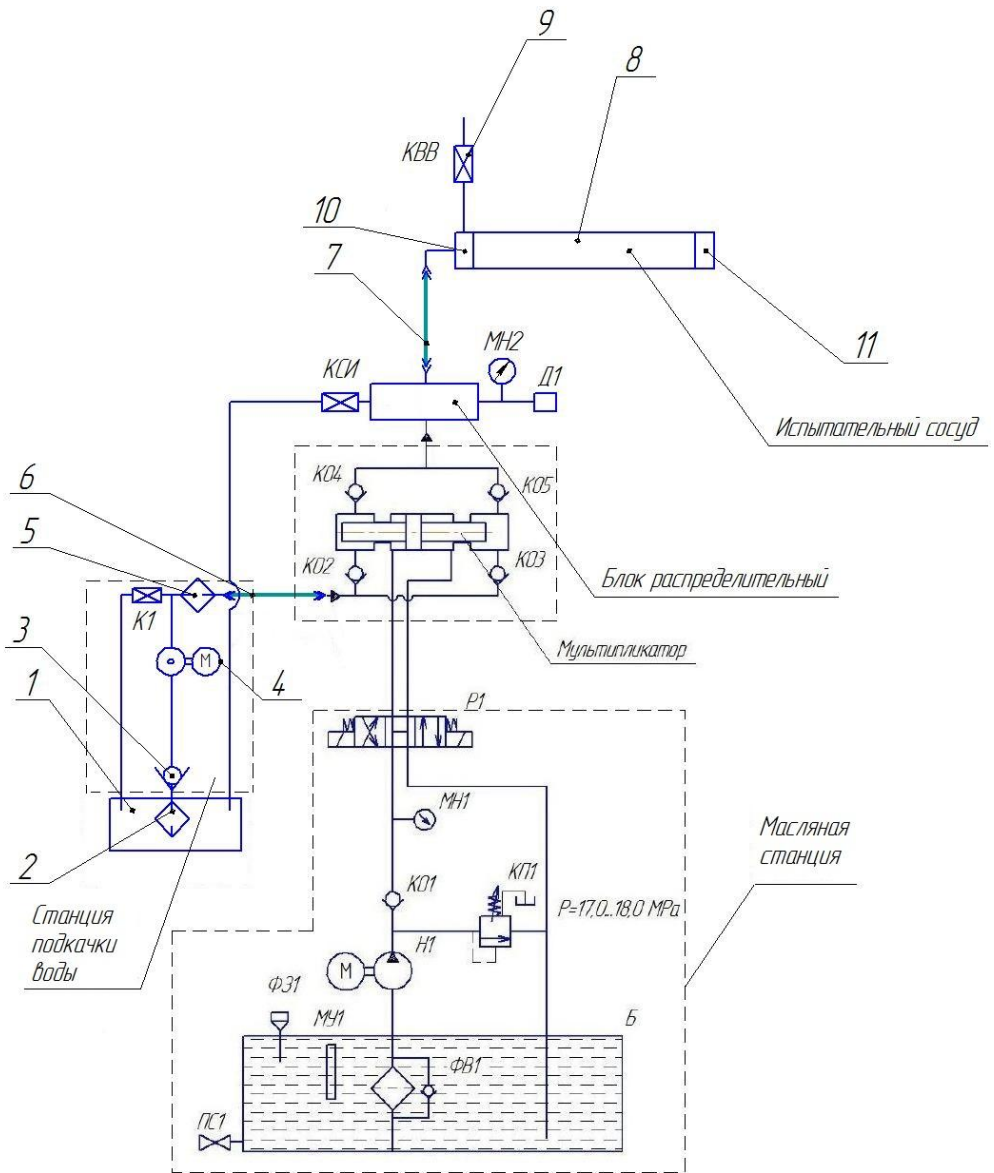 9
8
КВВ
10
7
11
МН2
КСИ
Д1
Испытательный сосуд
6
КО4
КО5
5
КО2
КО3
Блок распределительный
К1
3
М
4
Мультипликатор
1
Р1
МН1
Масляная
станция
2
КО1
КП1
P=17,0...18,0 MPa
Станция
подкачки
воды
Н1
М
ФЗ1
МУ1
Б
ФВ1
ПС1